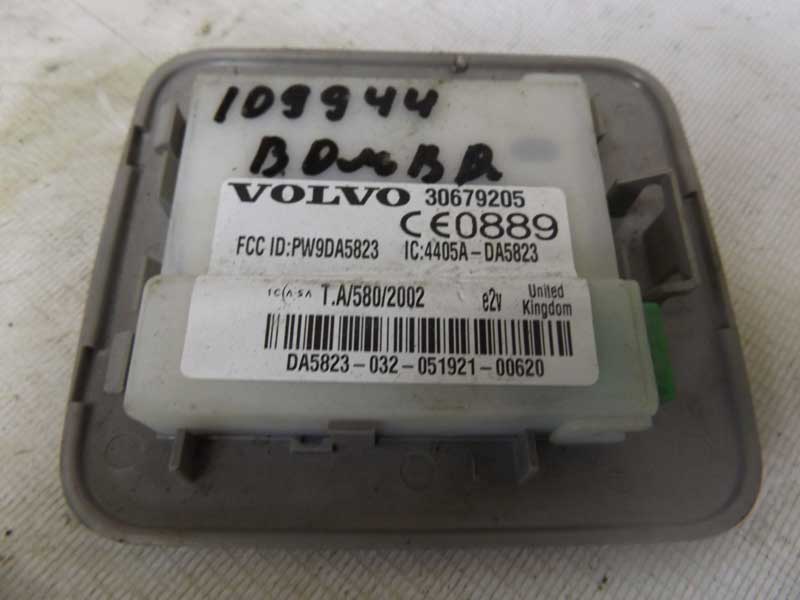 109944
VOLVO 30679205
CE0889
FCC ID:PW9DA5823 IC:4405A-DA5823
ICASA T.A/580/2002 e2v United Kingdom
DA5823-032-051921-00620